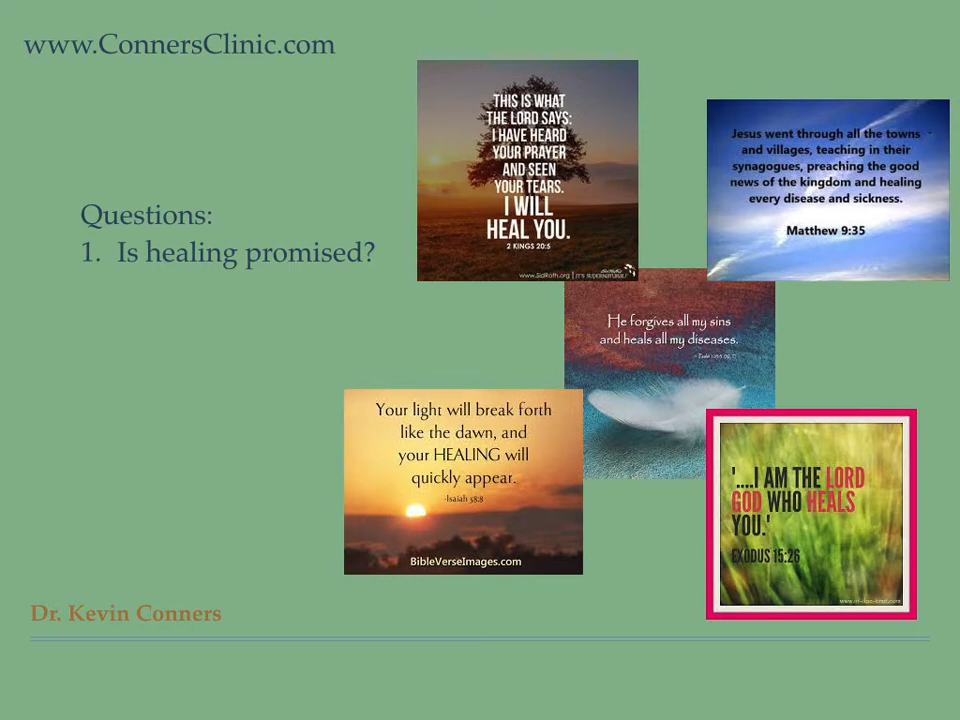 www.ConnersClinic.com
Questions:
1. Is healing promised?
THIS IS WHAT
THE LORD SAYS:
I HAVE HEARD
YOUR PRAYER
AND SEEN
YOUR TEARS.
I WILL
HEAL YOU.
2 KINGS 20:5
www.SidRoth.org
Jesus went through all the towns
and villages, teaching in their
synagogues, preaching the good
news of the kingdom and healing
every disease and sickness.
Matthew 9:35
He forgives all my sins
and heals all my diseases.
Your light will break forth
like the dawn, and
your HEALING will
quickly appear.
-Isaiah 58:8
BibleVerseImages.com
'....I AM THE LORD
GOD WHO HEALS
YOU.'
EXODUS 15:26
Dr. Kevin Conners